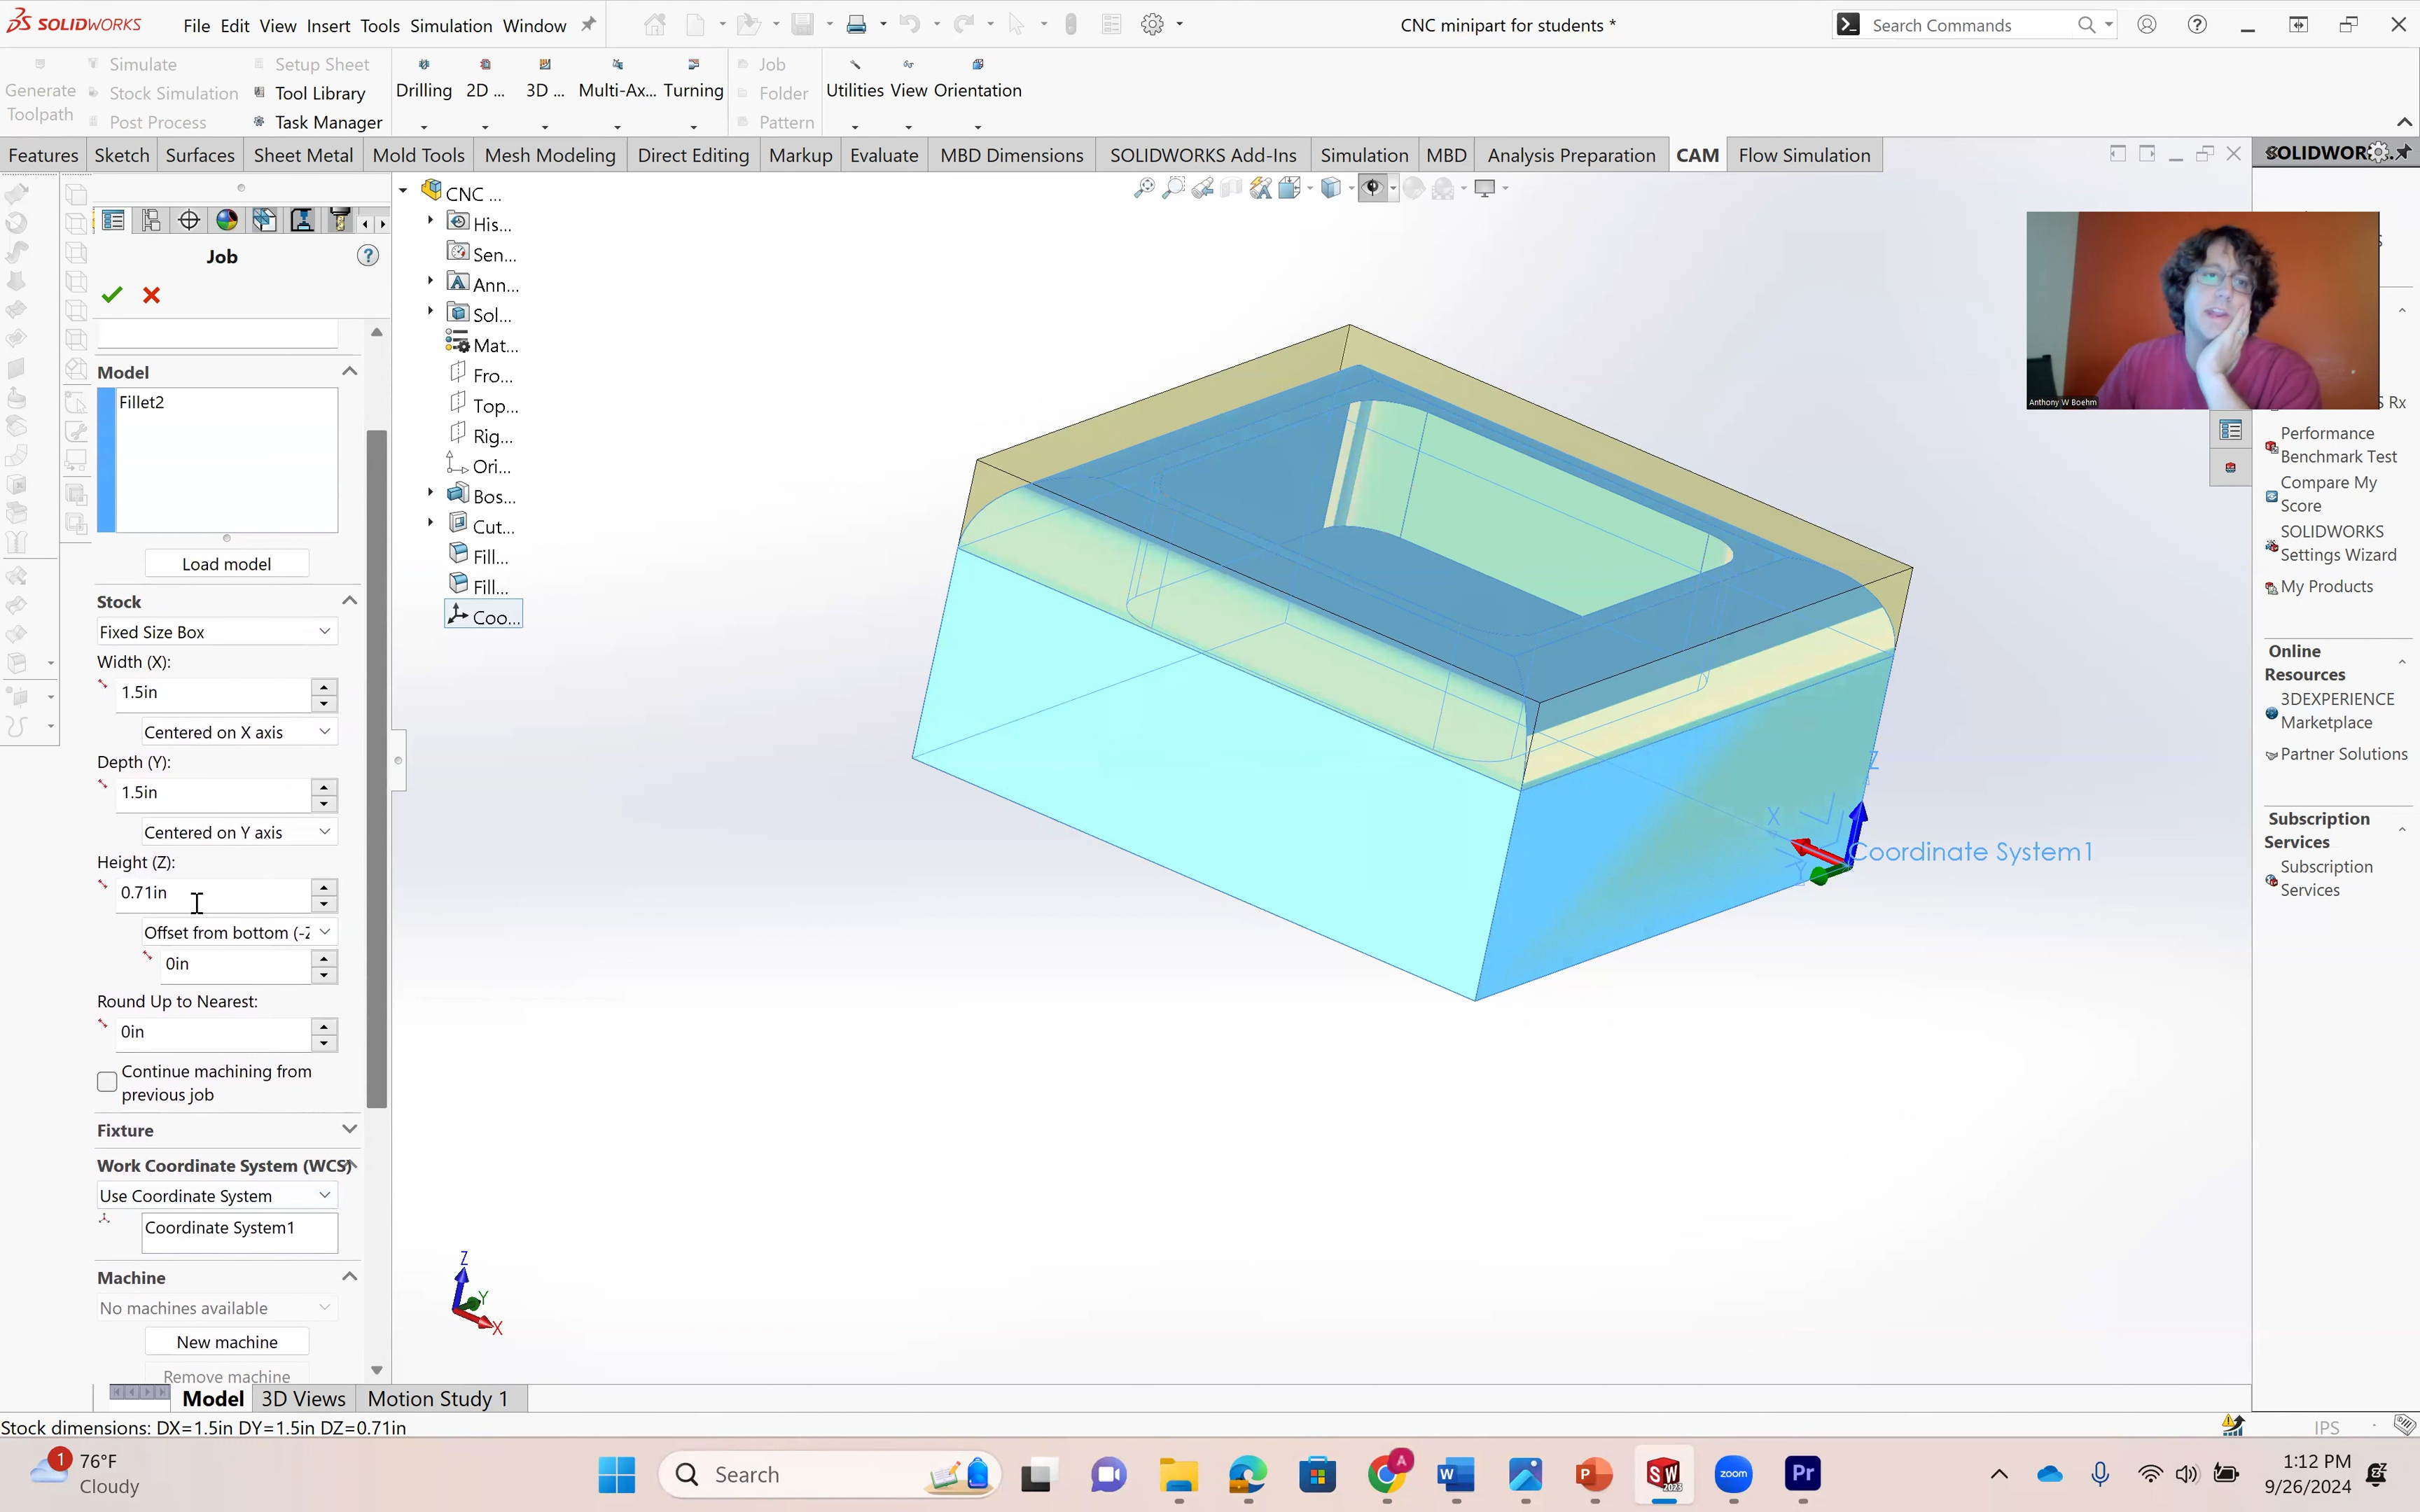 SOLIDWORKS
File Edit View Insert Tools Simulation Window
CNC minipart for students *
Search Commands
Generate Toolpath
Simulate
Stock Simulation
Post Process
Setup Sheet
Tool Library
Task Manager
Drilling 2D ... 3D ... Multi-Ax... Turning
Job
Folder
Pattern
Utilities View Orientation
Features Sketch Surfaces Sheet Metal Mold Tools Mesh Modeling Direct Editing Markup Evaluate MBD Dimensions SOLIDWORKS Add-Ins Simulation MBD Analysis Preparation CAM Flow Simulation
Job
Model
Fillet2
Load model
Stock
Fixed Size Box
Width (X):
1.5in
Centered on X axis
Depth (Y):
1.5in
Centered on Y axis
Height (Z):
0.71in
Offset from bottom (-Z
0in
Round Up to Nearest:
0in
Continue machining from
previous job
Fixture
Work Coordinate System (WCS)
Use Coordinate System
Coordinate System1
Machine
No machines available
New machine
Remove machine
CNC ...
His...
Sen...
Ann...
Sol...
Mat...
Fro...
Top...
Rig...
Ori...
Bos...
Cut...
Fill...
Fill...
Coo...
Z
X
Y
Coordinate System1
Z
Y
X
SOLIDWOR...
Anthony W Boehm
S Rx
Performance
Benchmark Test
Compare My
Score
SOLIDWORKS
Settings Wizard
My Products
Online
Resources
3DEXPERIENCE
Marketplace
Partner Solutions
Subscription
Services
Subscription
Services
Model 3D Views Motion Study 1
Stock dimensions: DX=1.5in DY=1.5in DZ=0.71in
IPS -
1
76°F
Cloudy
Search
A
W
P
SW
2023
zoom
Pr
1:12 PM
9/26/2024